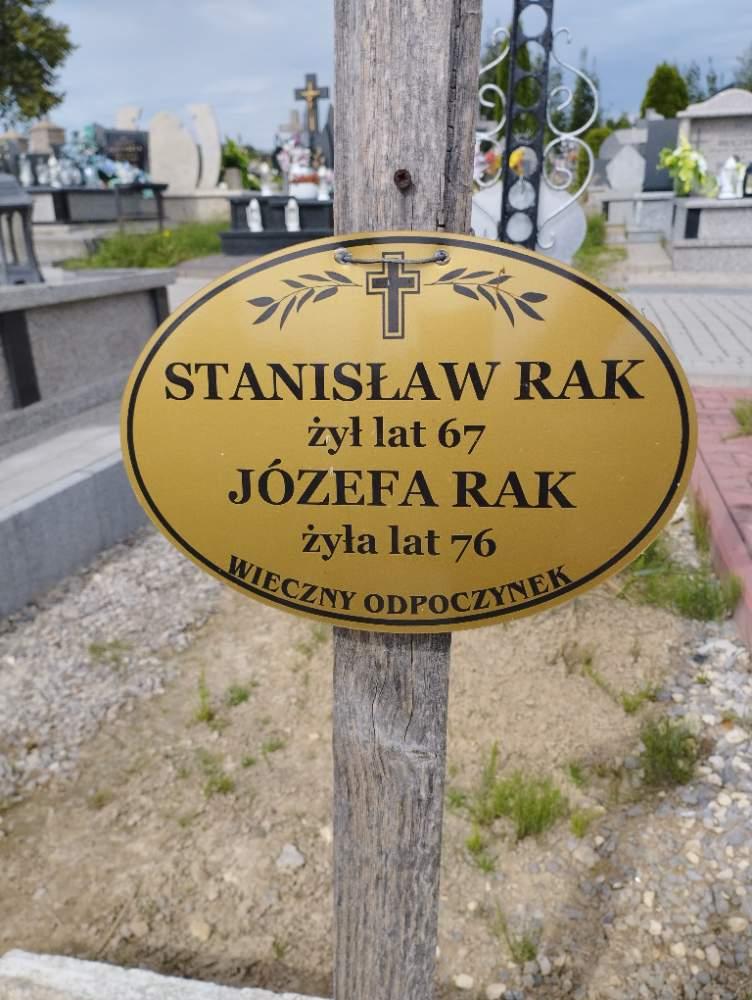 STANISŁAW RAK
żył lat 67
JÓZEFA RAK
żyła lat 76
WIECZNY ODPOCZYNEK